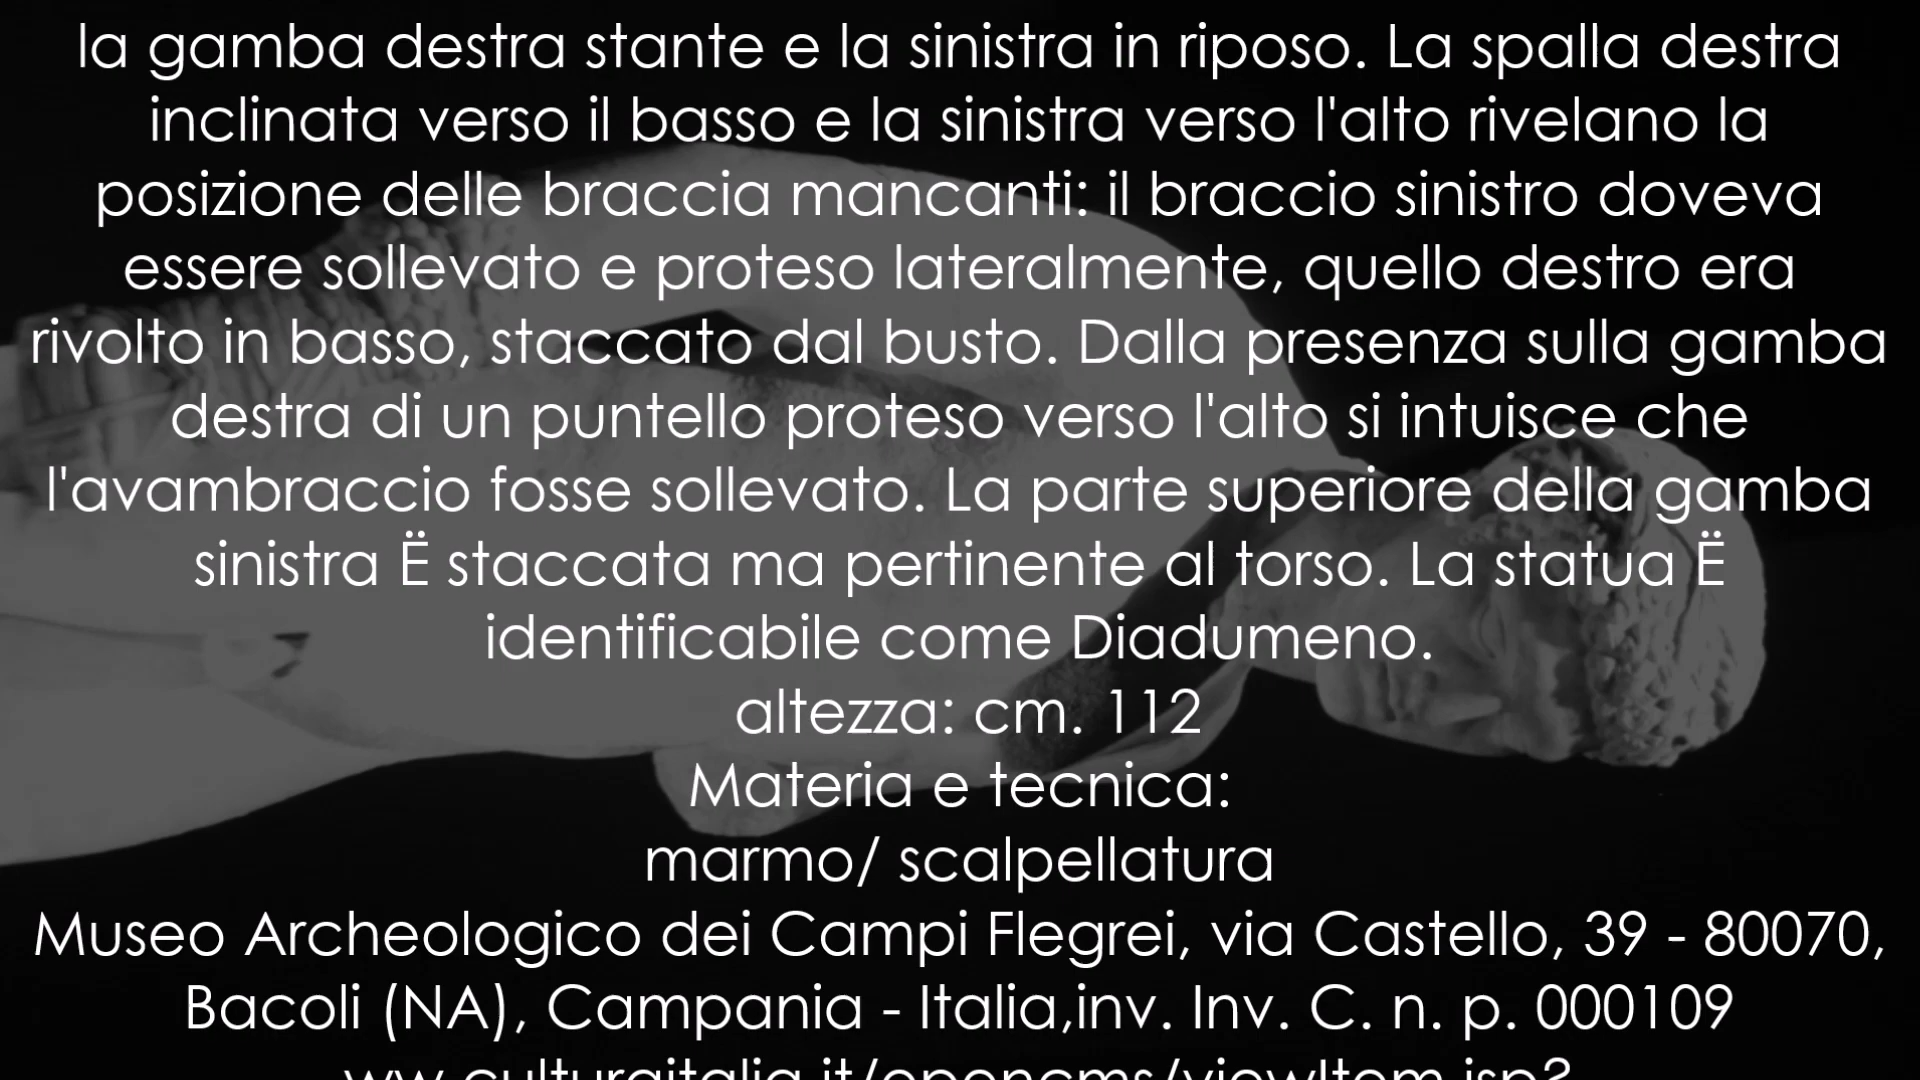 la gamba destra stante e la sinistra in riposo. La spalla destra
inclinata verso il basso e la sinistra verso l'alto rivelano la
posizione delle braccia mancanti: il braccio sinistro doveva
essere sollevato e proteso lateralmente, quello destro era
rivolto in basso, staccato dal busto. Dalla presenza sulla gamba
destra di un puntello proteso verso l'alto si intuisce che
l'avambraccio fosse sollevato. La parte superiore della gamba
sinistra Ë staccata ma pertinente al torso. La statua Ë
identificabile come Diadumeno.
altezza: cm. 112
Materia e tecnica:
marmo/ scalpellatura
Museo Archeologico dei Campi Flegrei, via Castello, 39 - 80070,
Bacoli (NA), Campania - Italia,inv. Inv. C. n. p. 000109
ww.culturaitalia.it/opencms/viewItem.jsp?